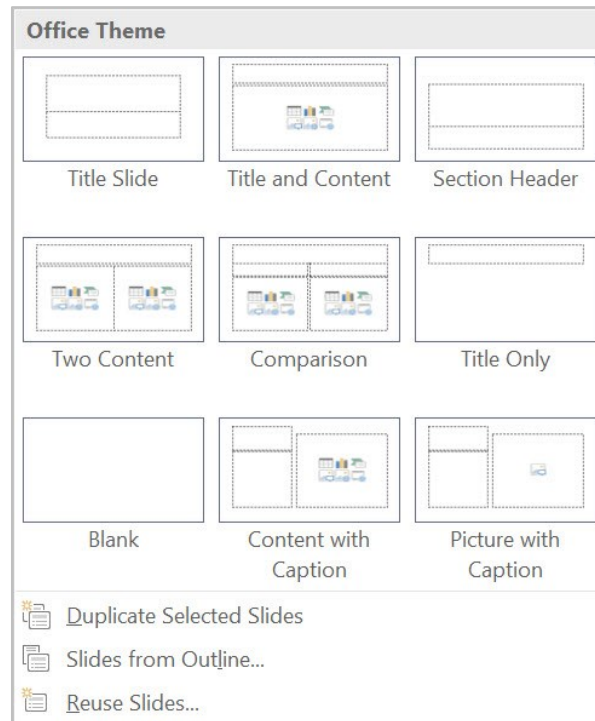 Office Theme
Title Slide
Title and Content
Section Header
Two Content
Comparison
Title Only
Blank
Content with
Caption
Picture with
Caption
Duplicate Selected Slides
Slides from Outline...
Reuse Slides...